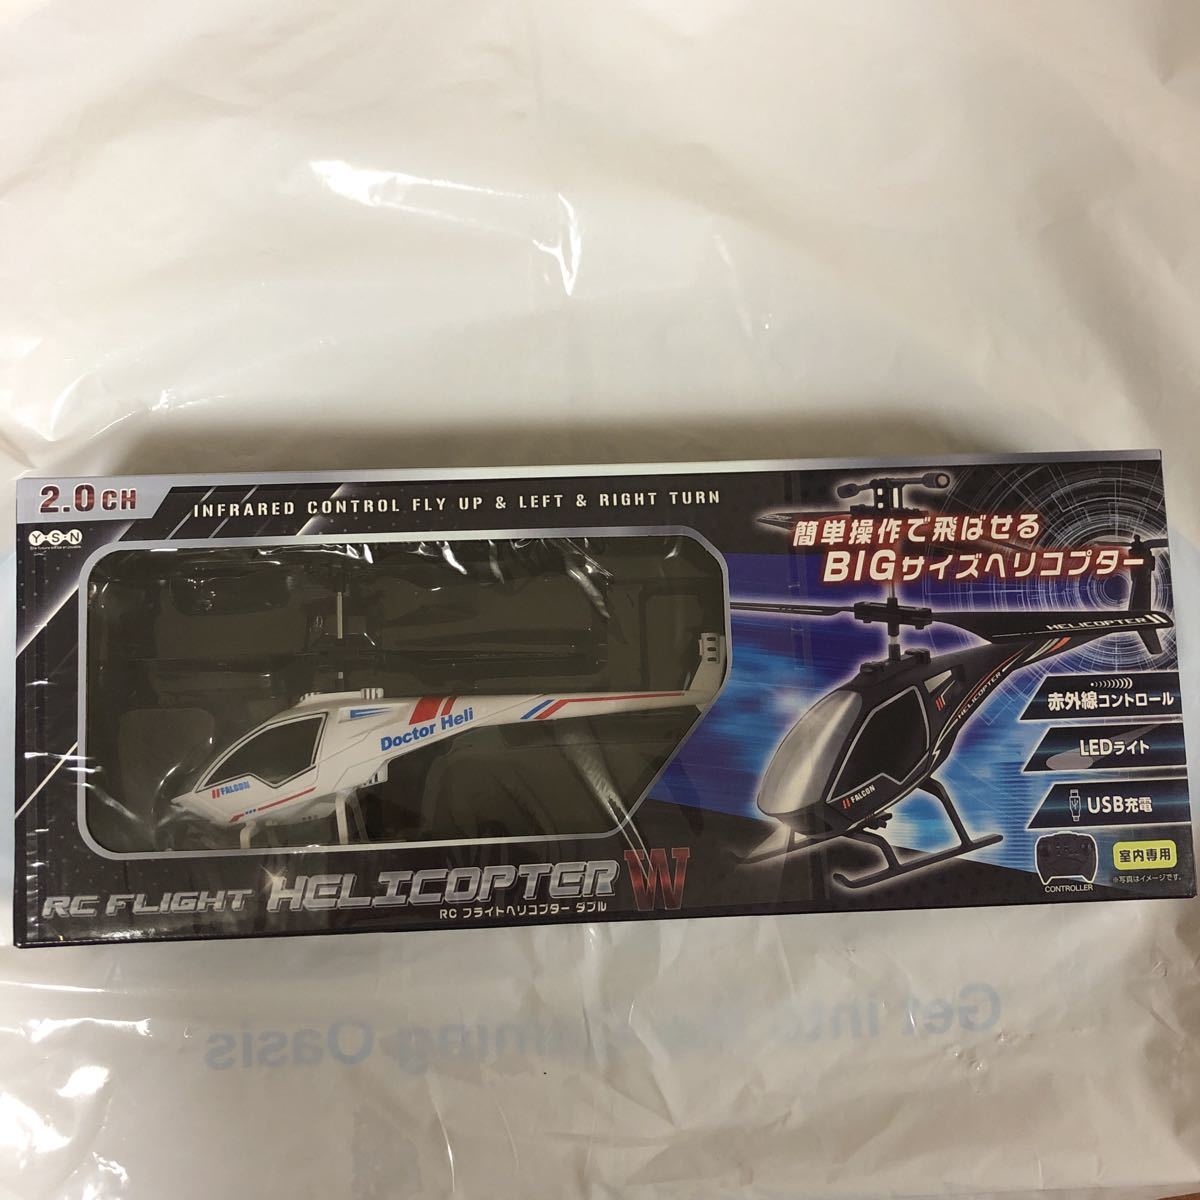 2.0CH
INFRARED CONTROL FLY UP & LEFT & RIGHT TURN
Y・S・N
簡単操作で飛ばせる
BIGサイズヘリコプター
HELICOPTER
HELICOPTER
赤外線コントロール
LEDライト
USB充電
室内専用
※写真はイメージです。
CONTROLLER
FALCON
Doctor Heli
FALCON
RC FLIGHT HELICOPTER W
RC フライトヘリコプター ダブル
Get into
ning Oasis